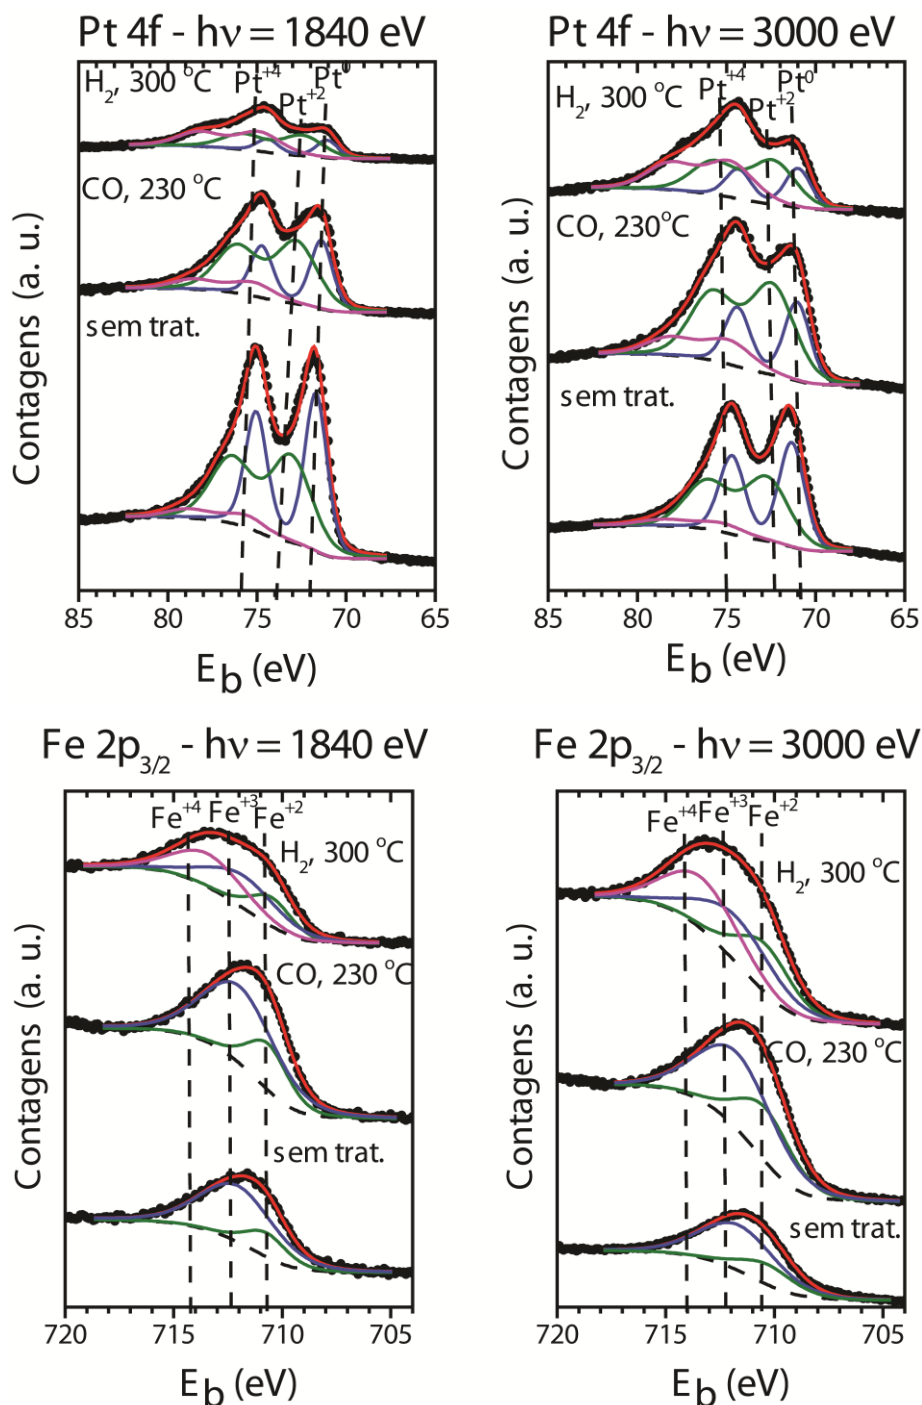 Pt 4f - hν = 1840 eV
H2, 300 °C
Pt+4
Pt+2
Pt0
CO, 230 °C
sem trat.
Contagens (a. u.)
85 80 75 70 65
Eb (eV)
Pt 4f - hν = 3000 eV
H2, 300 °C
Pt+4
Pt+2
Pt0
CO, 230°C
sem trat.
Contagens (a. u.)
85 80 75 70 65
Eb (eV)
Fe 2p3/2 - hν = 1840 eV
Fe+4 Fe+3 Fe+2
H2, 300 °C
CO, 230 °C
sem trat.
Contagens (a. u.)
720 715 710 705
Eb (eV)
Fe 2p3/2 - hν = 3000 eV
Fe+4 Fe+3 Fe+2
H2, 300 °C
CO, 230 °C
sem trat.
Contagens (a. u.)
720 715 710 705
Eb (eV)